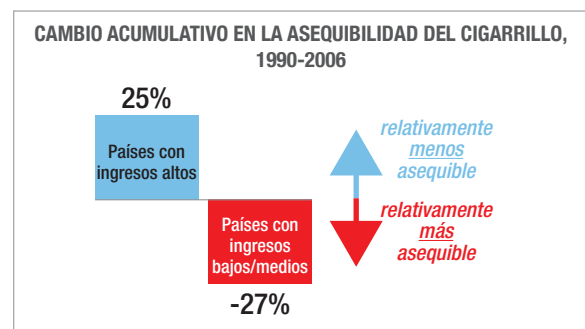 CAMBIO ACUMULATIVO EN LA ASEQUIBILIDAD DEL CIGARRILLO,
1990-2006
25%
Países con
ingresos altos
relativamente
menos
asequible
Países con
ingresos
bajos/medios
-27%
relativamente
más
asequible